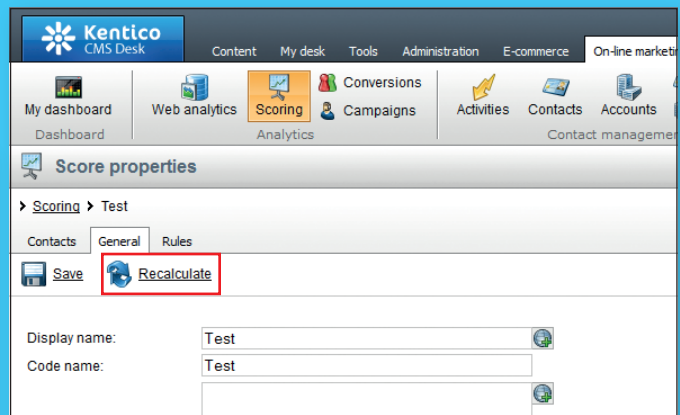 Kentico
CMS Desk
Content My desk Tools Administration E-commerce On-line marketin
My dashboard Web analytics Scoring Conversions Campaigns Activities Contacts Accounts
Dashboard Analytics Contact managemen
Score properties
Scoring Test
Contacts General Rules
Save Recalculate
Display name: Test
Code name: Test